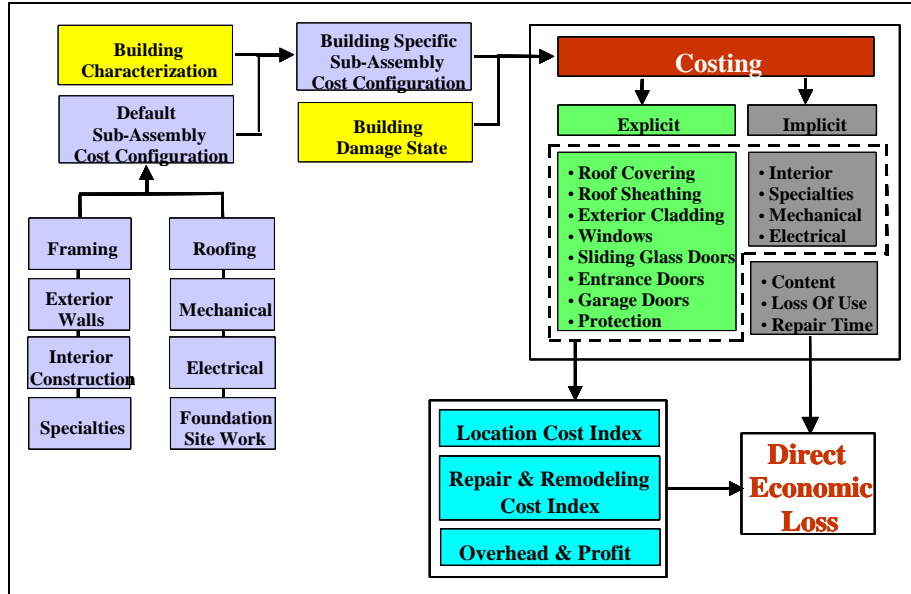 Building
Characterization
Default
Sub-Assembly
Cost Configuration
Building Specific
Sub-Assembly
Cost Configuration
Building
Damage State
Framing
Exterior
Walls
Interior
Construction
Specialties
Roofing
Mechanical
Electrical
Foundation
Site Work
Costing
Explicit
Implicit
• Roof Covering
• Roof Sheathing
• Exterior Cladding
• Windows
• Sliding Glass Doors
• Entrance Doors
• Garage Doors
• Protection
• Interior
• Specialties
• Mechanical
• Electrical
• Content
• Loss Of Use
• Repair Time
Location Cost Index
Repair & Remodeling
Cost Index
Overhead & Profit
Direct
Economic
Loss